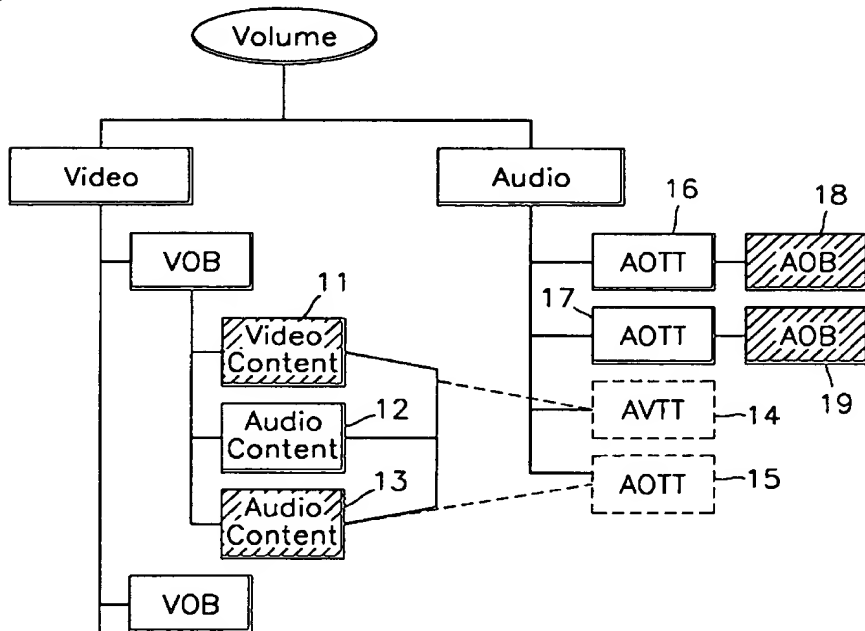 Volume
Video
Audio
16
18
VOB
AOTT
AOB
11
17
Video
Content
AOTT
AOB
12
19
Audio
Content
AVTT
14
13
Audio
Content
AOTT
15
VOB